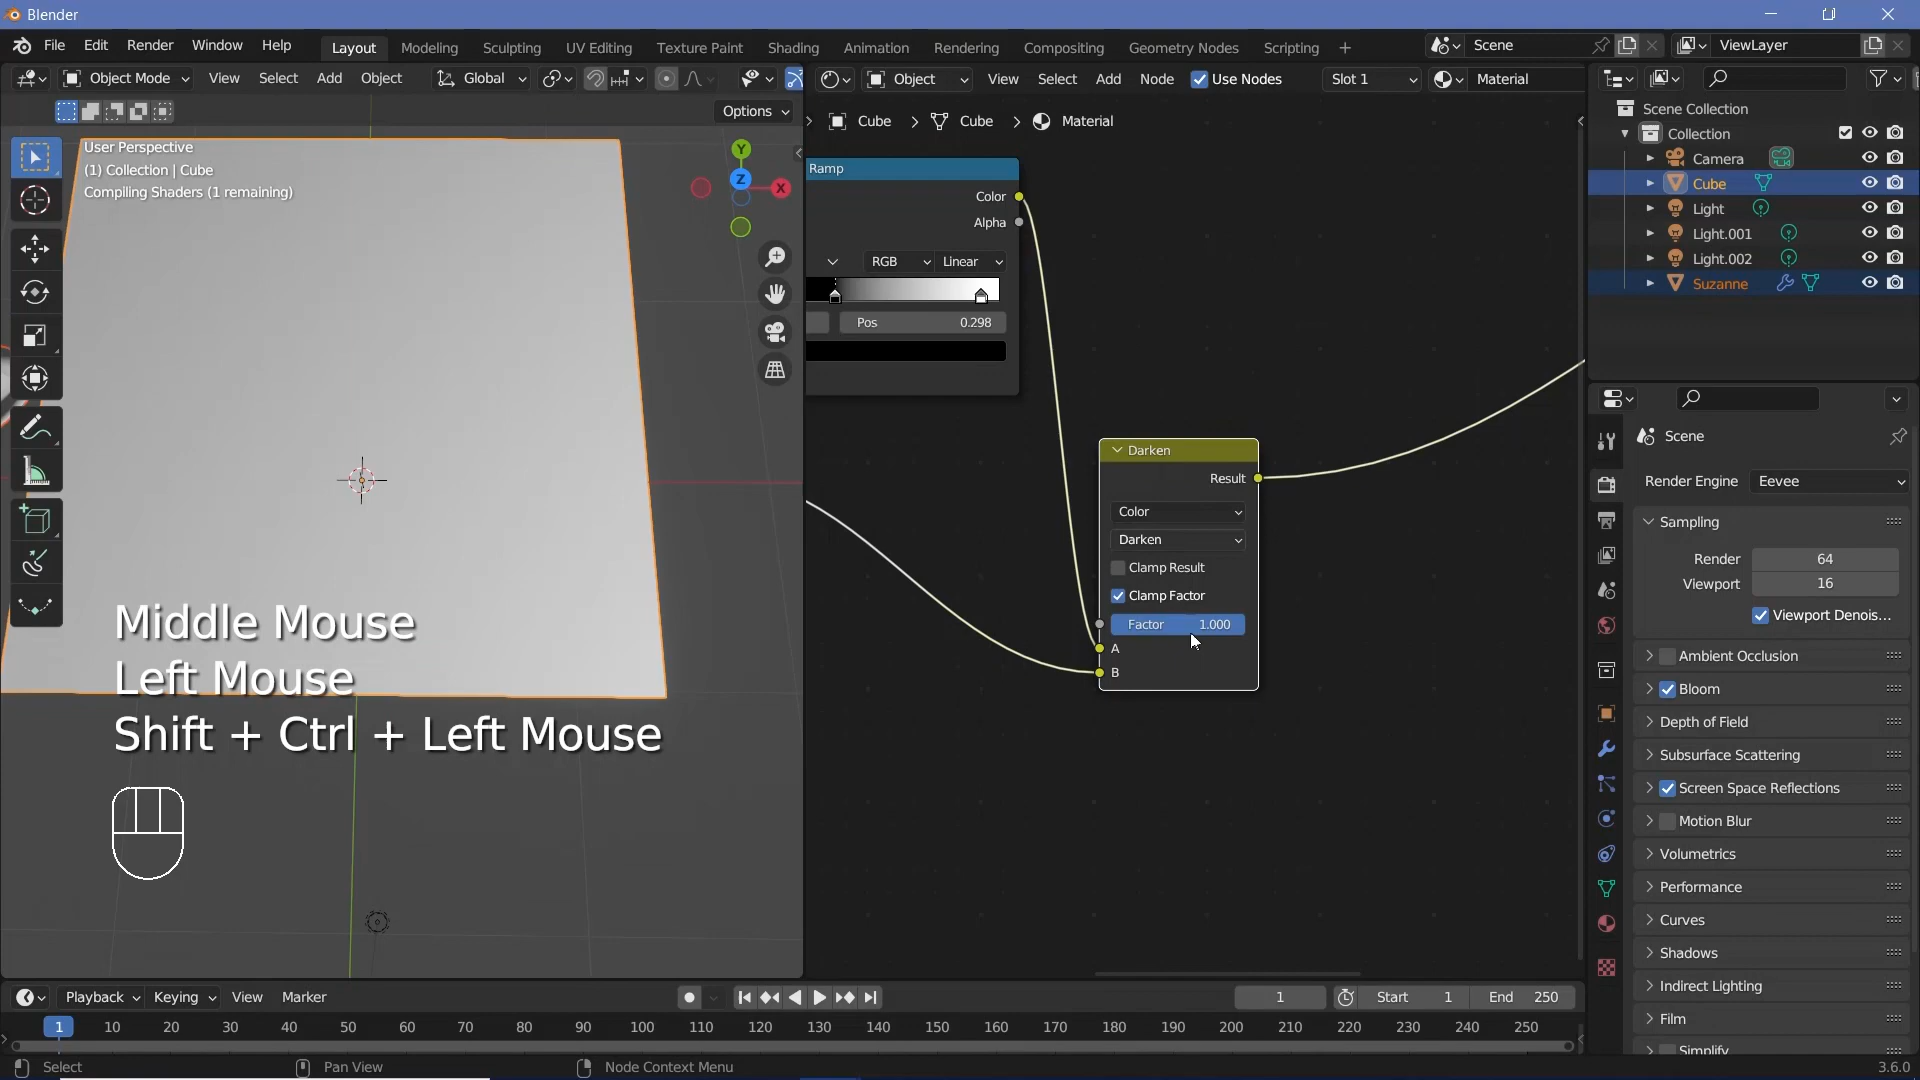 Blender
File Edit Render Window Help
Layout Modeling Sculpting UV Editing Texture Paint Shading Animation Rendering Compositing Geometry Nodes Scripting +
Scene
ViewLayer
Object Mode View Select Add Object Global
Object View Select Add Node Use Nodes Slot 1 Material
Options
Cube > Cube > Material
User Perspective
(1) Collection | Cube
Compiling Shaders (1 remaining)
Y
Z
X
Ramp
Color
Alpha
RGB Linear
Pos 0.298
Darken
Result
Color
Darken
Clamp Result
Clamp Factor
Factor 1.000
A
B
Middle Mouse
Left Mouse
Shift + Ctrl + Left Mouse
Scene Collection
Collection
Camera
Cube
Light
Light.001
Light.002
Suzanne
Scene
Render Engine Eevee
Sampling
Render 64
Viewport 16
Viewport Denois...
Ambient Occlusion
Bloom
Depth of Field
Subsurface Scattering
Screen Space Reflections
Motion Blur
Volumetrics
Performance
Curves
Shadows
Indirect Lighting
Film
Simplify
Playback Keying View Marker
1 Start 1 End 250
1 10 20 30 40 50 60 70 80 90 100 110 120 130 140 150 160 170 180 190 200 210 220 230 240 250
Select Pan View Node Context Menu 3.6.0